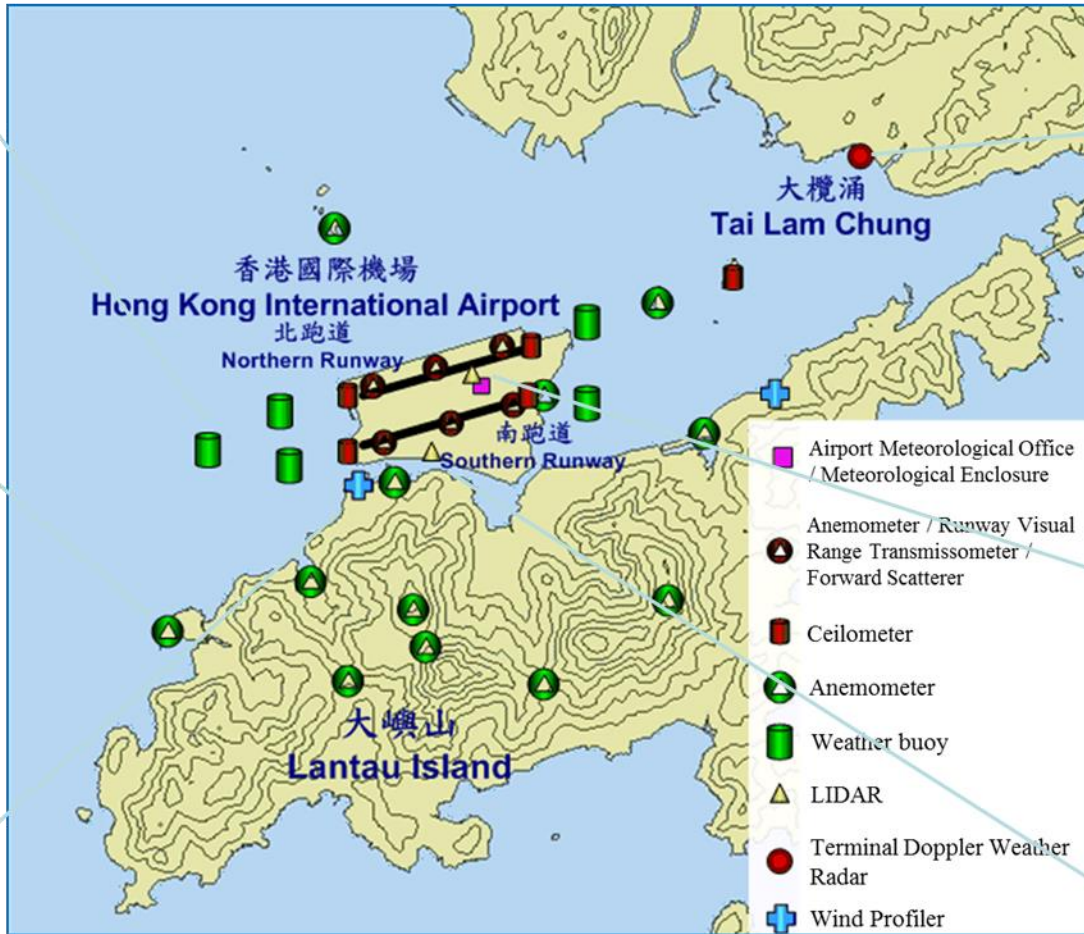 大欖涌
Tai Lam Chung
香港國際機場
Hong Kong International Airport
北跑道
Northern Runway
南跑道
Southern Runway
大嶼山
Lantau Island
Airport Meteorological Office
/ Meteorological Enclosure
Anemometer / Runway Visual
Range Transmissometer /
Forward Scatterer
Ceilometer
Anemometer
Weather buoy
LIDAR
Terminal Doppler Weather
Radar
Wind Profiler